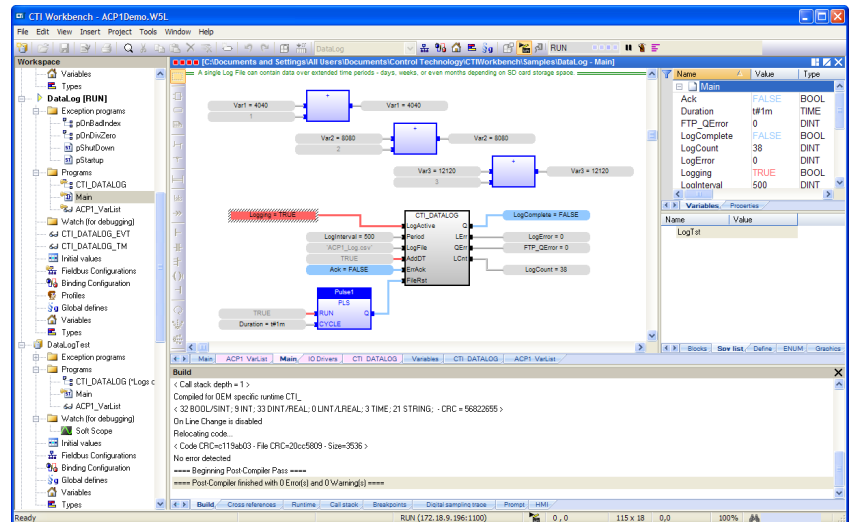 CTI Workbench - ACP1Demo.W5L
File Edit View Insert Project Tools Window Help
DataLog
RUN
Workspace
Variables
Types
DataLog [RUN]
Exception programs
pOnBadIndex
pOnDivZero
pShutDown
pStartup
Programs
CTI_DATALOG
Main
ACP1_VarList
Watch (for debugging)
CTI_DATALOG_EVT
CTI_DATALOG_TM
Initial values
Fieldbus Configurations
Binding Configuration
Profiles
Global defines
Variables
Types
DataLogTest
Exception programs
Programs
CTI_DATALOG (*Logs c
Main
ACP1_VarList
Watch (for debugging)
Soft Scope
Initial values
Fieldbus Configurations
Binding Configuration
Global defines
Variables
Types
[C:\Documents and Settings\All Users\Documents\Control Technology\CTIWorkbench\Samples\DataLog - Main]
A single Log File can contain data over extended time periods - days, weeks, or even months depending on SD card storage space.
Var1 = 4040
1
+
Var1 = 4040
Var2 = 8080
2
+
Var2 = 8080
Var3 = 12120
3
+
Var3 = 12120
Logging = TRUE
LogInterval = 500
'ACP1_Log.csv'
TRUE
Ack = FALSE
CTI_DATALOG
LogActive Q
Period LErr
LogFile QErr
AddDT LCnt
ErrAck
FileRst
LogComplete = FALSE
LogError = 0
FTP_QError = 0
LogCount = 38
TRUE
Duration = t#1m
Pulse1
PLS
RUN Q
CYCLE
Main ACP1 VarList Main IO Drivers CTI DATALOG Variables CTI DATALOG ACP1 VarList
Name Value Type
Main
Ack FALSE BOOL
Duration t#1m TIME
FTP_QError 0 DINT
LogComplete FALSE BOOL
LogCount 38 DINT
LogError 0 DINT
Logging TRUE BOOL
LogInterval 500 DINT
Variables Properties
Name Value
LogTst
Blocks Spy list Define ENUM Graphics
Build
< Call stack depth = 1 >
Compiled for OEM specific runtime CTI_
< 32 BOOL/SINT; 9 INT; 33 DINT/REAL; 0 LINT/LREAL; 3 TIME; 21 STRING; - CRC = 56822655 >
On Line Change is disabled
Relocating code...
< Code CRC=c119ab03 - File CRC=20cc5809 - Size=3536 >
No error detected
==== Beginning Post-Compiler Pass ====
==== Post-Compiler finished with 0 Error(s) and 0 Warning(s) ====
Build Cross references Runtime Call stack Breakpoints Digital sampling trace Prompt HMI
Ready
RUN (172.18.9.196:1100)
0 , 0
115 x 18
0,0
100%